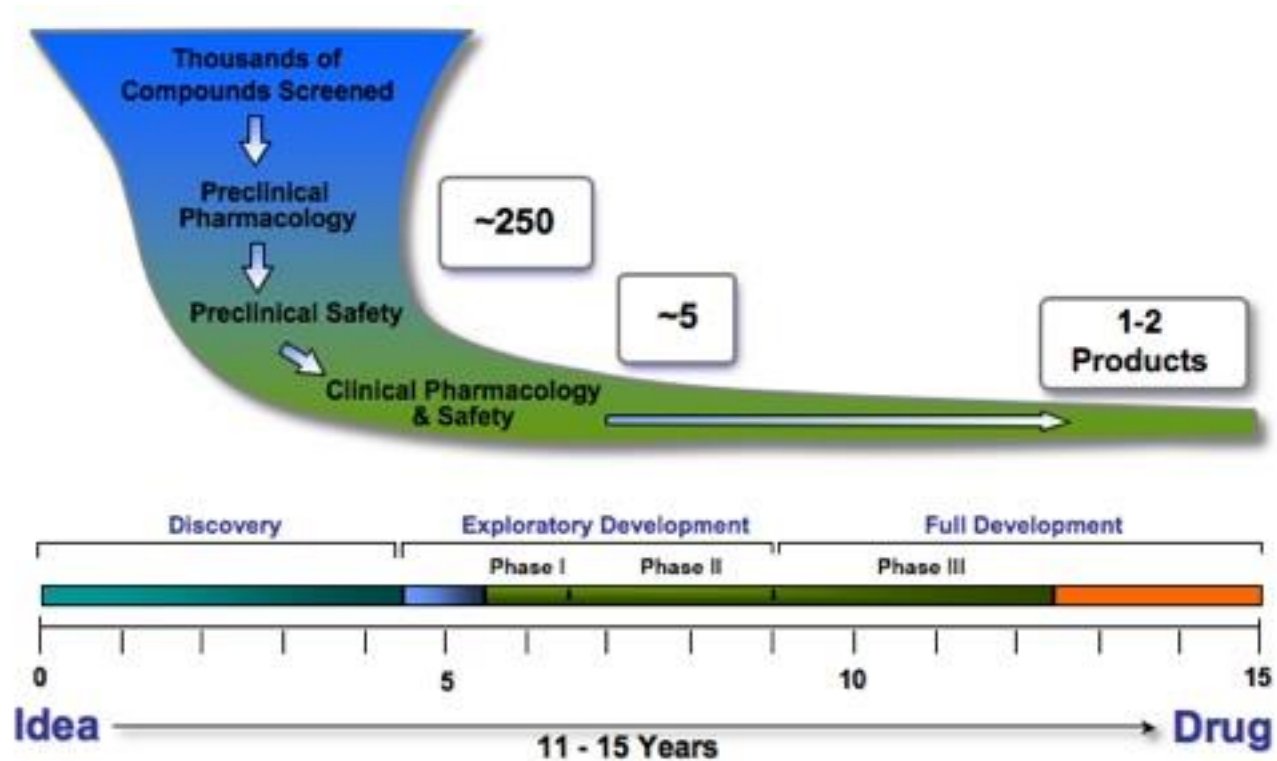 Thousands of
Compounds Screened
Preclinical
Pharmacology
~250
Preclinical Safety
~5
1-2
Products
Clinical Pharmacology
& Safety
Discovery
Exploratory Development
Full Development
Phase I
Phase II
Phase III
0
5
10
15
Idea
11 - 15 Years
Drug